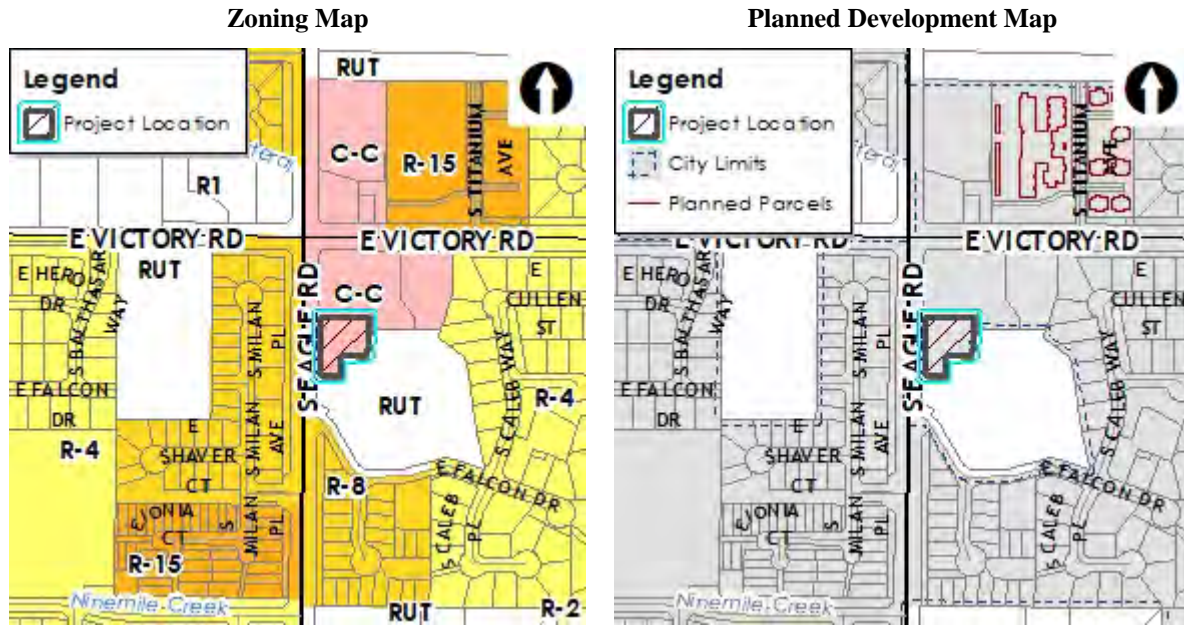 Zoning Map
Legend
Project Location
RUT
C-C
R-15
S TITANIUM
AVE
R1
E VICTORY RD
E VICTORY RD
RUT
E HERO
DR
S BALTHASAR
WAY
S EAGLE RD
C-C
S MILAN
PL
E
CULLEN
ST
E FALCON
DR
RUT
S CALEB WAY
R-4
R-4
E
SHAVER
CT
S MILAN
AVE
R-8
E FALCON DR
E JONIA
CT
S
MILAN
PL
S CALEB
PL
R-15
Ninemile Creek
RUT
R-2
Planned Development Map
Legend
Project Location
City Limits
Planned Parcels
S TITANIUM
AVE
E VICTORY RD
E VICTORY RD
E HERO
DR
S BALTHASAR
WAY
S EAGLE RD
S MILAN
PL
E
CULLEN
ST
E FALCON
DR
S CALEB WAY
E
SHAVER
CT
S MILAN
AVE
E FALCON DR
E JONIA
CT
S
MILAN
PL
S CALEB
PL
Ninemile Creek